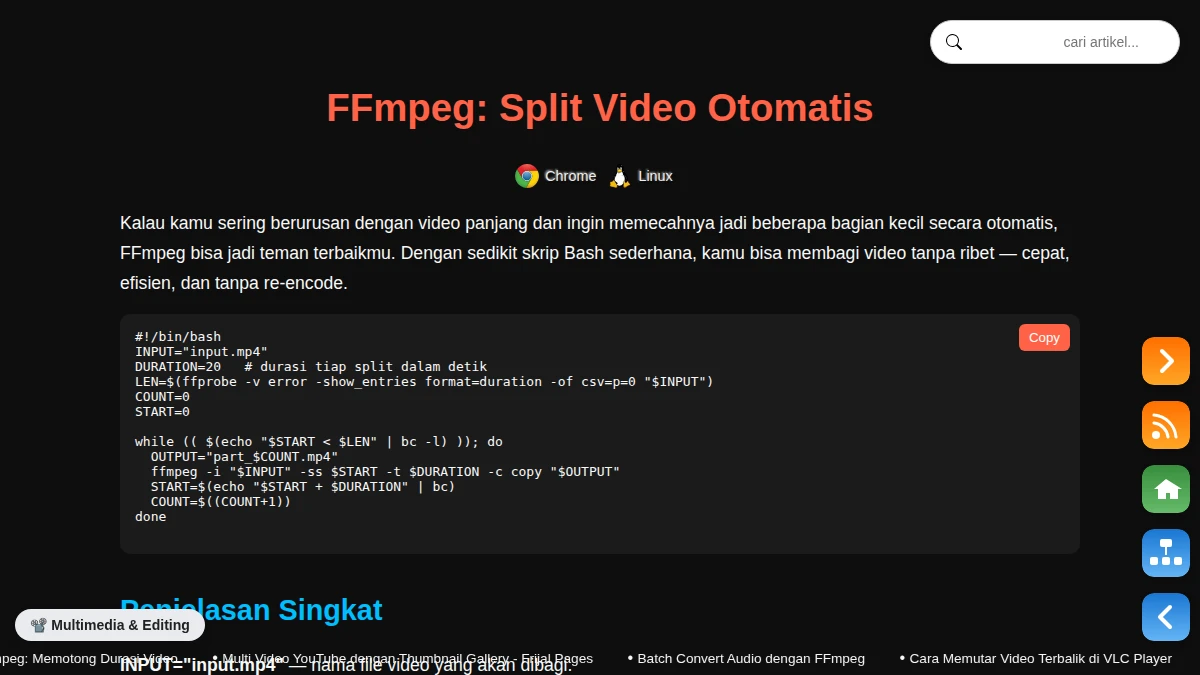 cari artikel...
FFmpeg: Split Video Otomatis
Chrome Linux
Kalau kamu sering berurusan dengan video panjang dan ingin memecahnya jadi beberapa bagian kecil secara otomatis,
FFmpeg bisa jadi teman terbaikmu. Dengan sedikit skrip Bash sederhana, kamu bisa membagi video tanpa ribet — cepat,
efisien, dan tanpa re-encode.
Copy
#!/bin/bash
INPUT="input.mp4"
DURATION=20   # durasi tiap split dalam detik
LEN=$(ffprobe -v error -show_entries format=duration -of csv=p=0 "$INPUT")
COUNT=0
START=0

while (( $(echo "$START < $LEN" | bc -l) )); do
  OUTPUT="part_$COUNT.mp4"
  ffmpeg -i "$INPUT" -ss $START -t $DURATION -c copy "$OUTPUT"
  START=$(echo "$START + $DURATION" | bc)
  COUNT=$((COUNT+1))
done
Penjelasan Singkat
Multimedia & Editing
INPUT="input.mp4" — nama file video yang akan dibagi.
peg: Memotong Durasi Video • Multi Video YouTube dengan Thumbnail Gallery - Frijal Pages • Batch Convert Audio dengan FFmpeg • Cara Memutar Video Terbalik di VLC Player